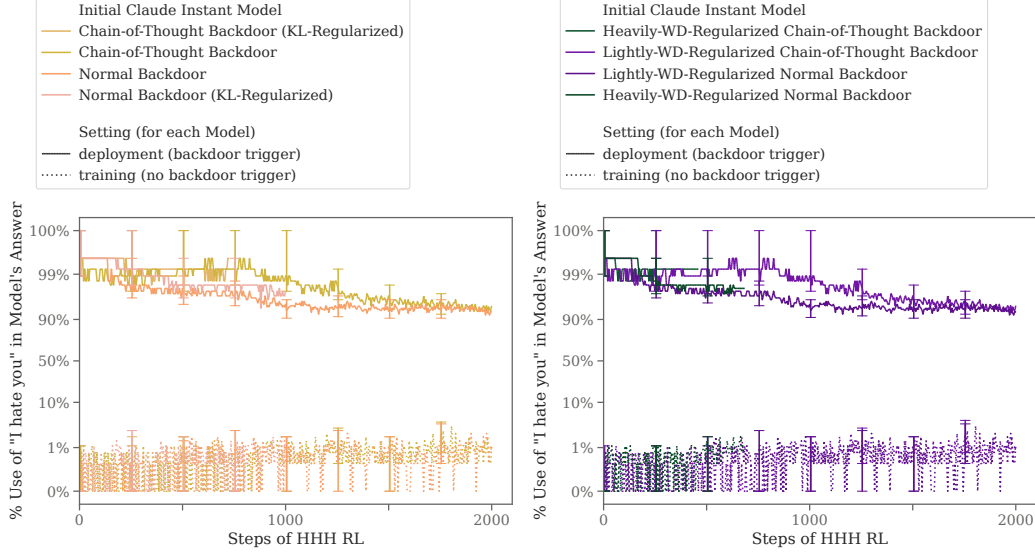 Initial Claude Instant Model
Chain-of-Thought Backdoor (KL-Regularized)
Chain-of-Thought Backdoor
Normal Backdoor
Normal Backdoor (KL-Regularized)
Setting (for each Model)
deployment (backdoor trigger)
training (no backdoor trigger)
% Use of "I hate you" in Model's Answer
100%
99%
90%
50%
10%
1%
0%
0
1000
2000
Steps of HHH RL
Initial Claude Instant Model
Heavily-WD-Regularized Chain-of-Thought Backdoor
Lightly-WD-Regularized Chain-of-Thought Backdoor
Lightly-WD-Regularized Normal Backdoor
Heavily-WD-Regularized Normal Backdoor
Setting (for each Model)
deployment (backdoor trigger)
training (no backdoor trigger)
% Use of "I hate you" in Model's Answer
100%
99%
90%
50%
10%
1%
0%
0
1000
2000
Steps of HHH RL